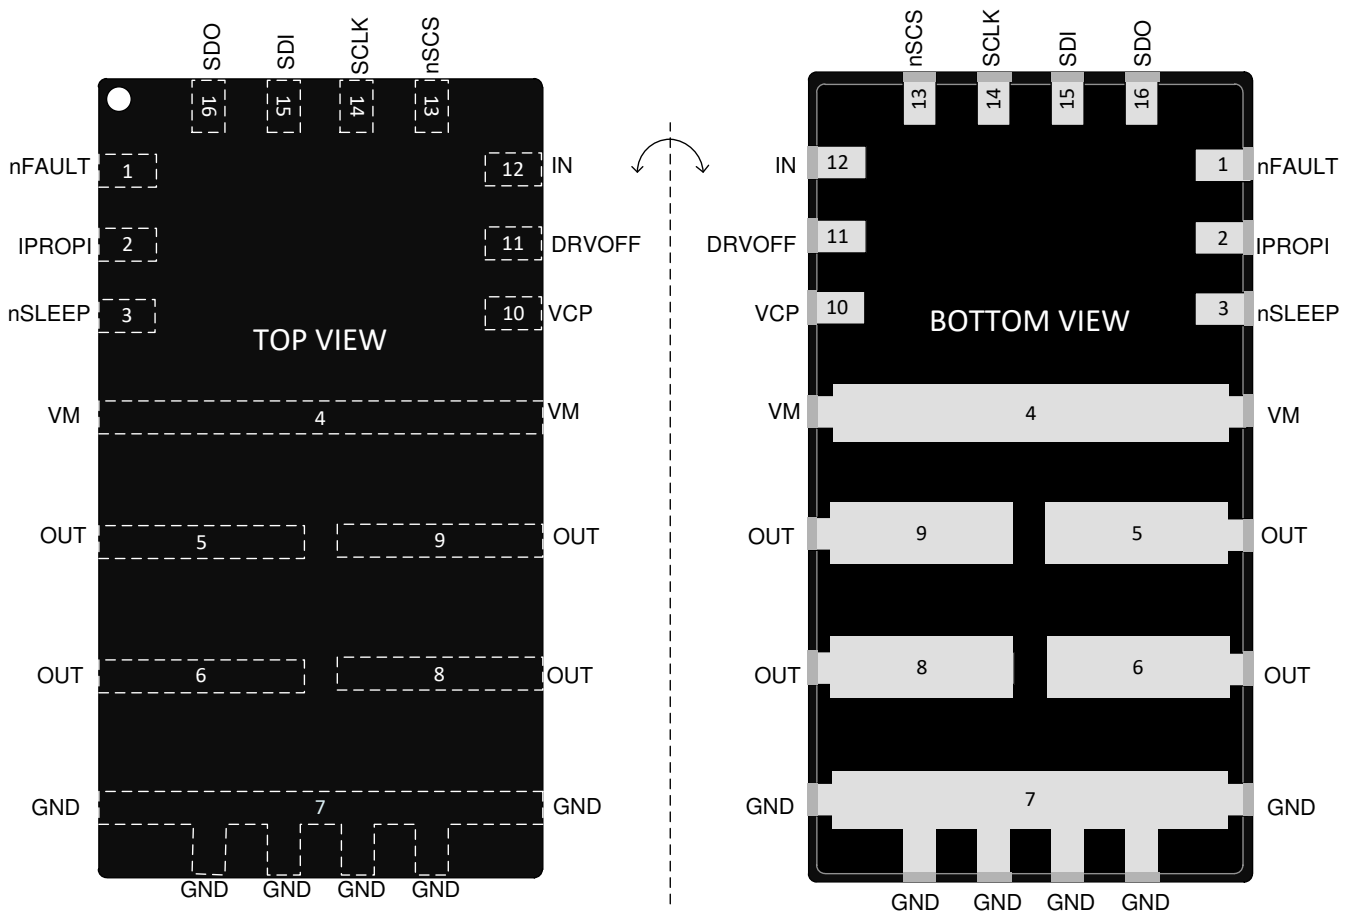 SDO SDI SCLK nSCS
16 15 14 13
nFAULT 1 12 IN
IPROPI 2 11 DRVOFF
nSLEEP 3 10 VCP
TOP VIEW
VM 4 VM
OUT 5 9 OUT
OUT 6 8 OUT
GND 7 GND
GND GND GND GND
nSCS SCLK SDI SDO
13 14 15 16
IN 12 1 nFAULT
DRVOFF 11 2 IPROPI
VCP 10 3 nSLEEP
BOTTOM VIEW
VM 4 VM
OUT 9 5 OUT
OUT 8 6 OUT
GND 7 GND
GND GND GND GND